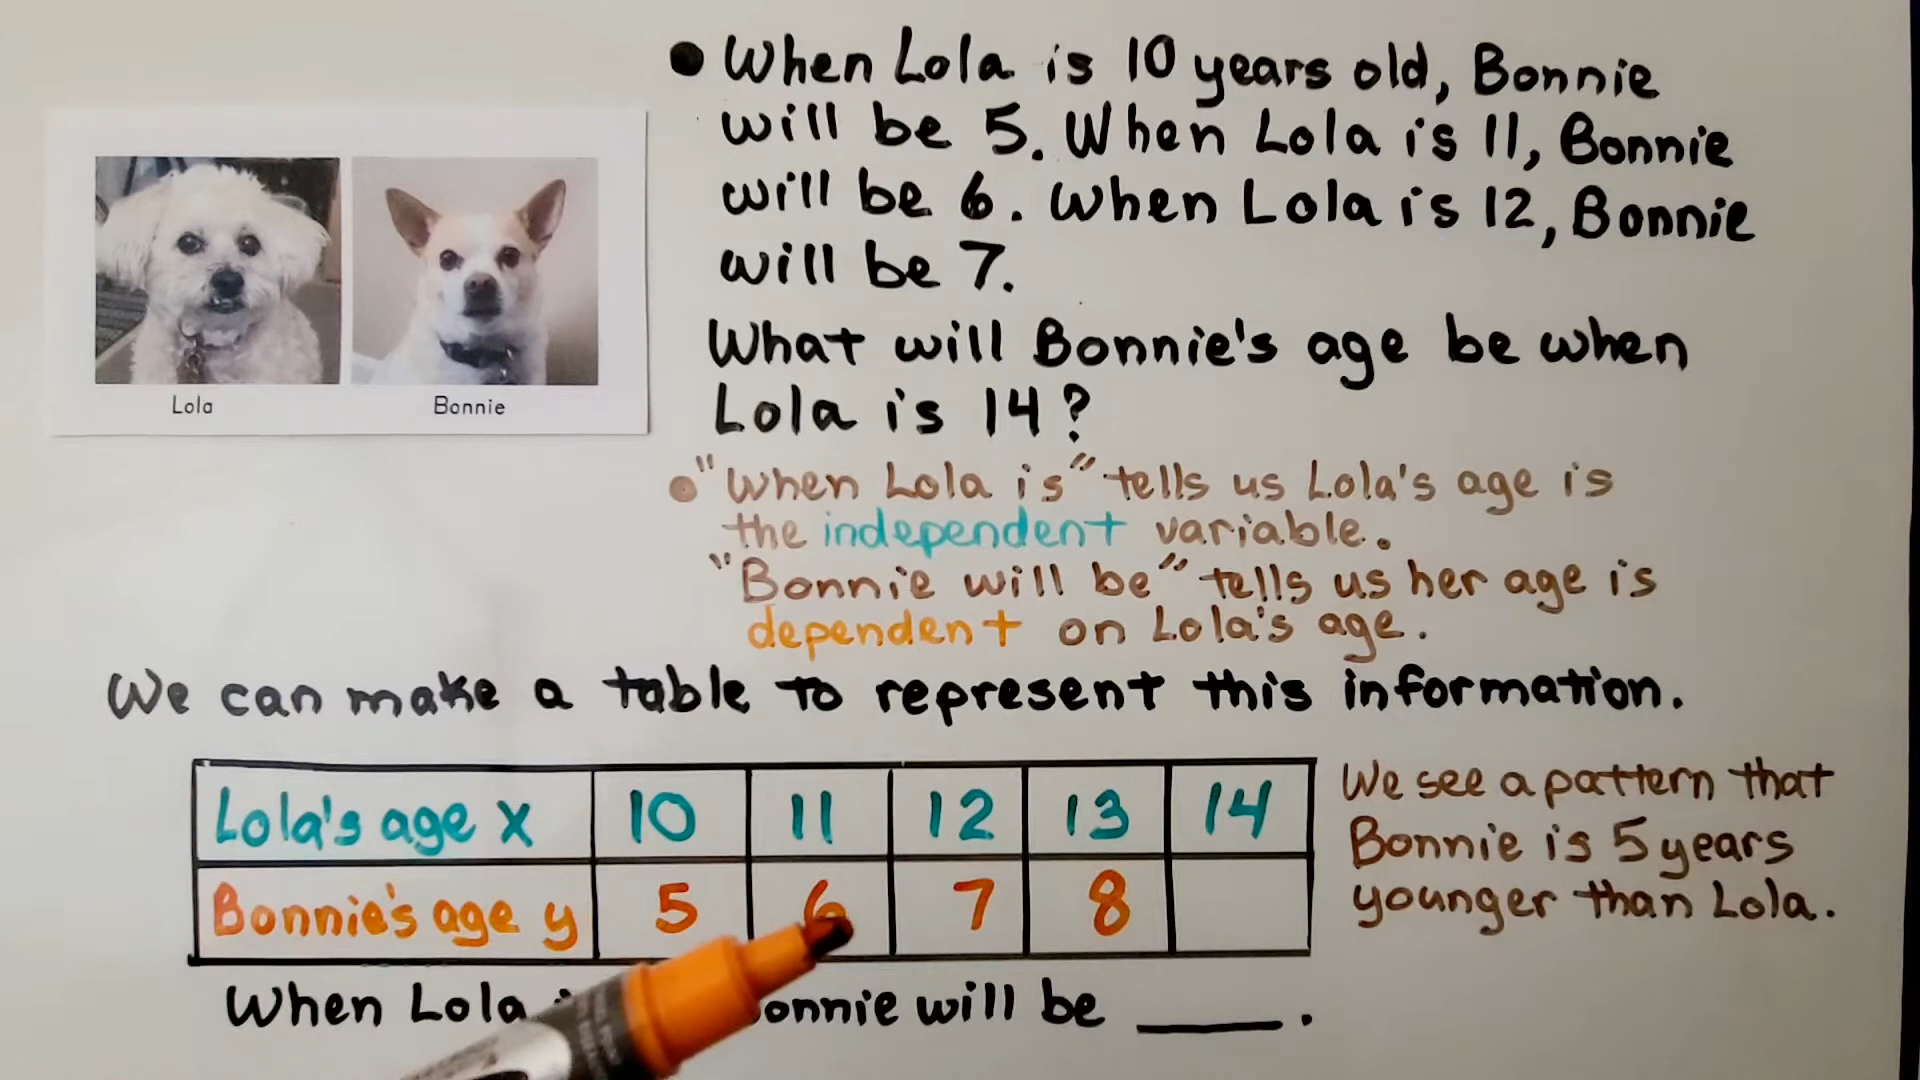 ● When Lola is 10 years old, Bonnie
will be 5. When Lola is 11, Bonnie
will be 6. When Lola is 12, Bonnie
will be 7.
What will Bonnie's age be when
Lola is 14?
Lola Bonnie
● "When Lola is" tells us Lola's age is
the independent variable.
"Bonnie will be" tells us her age is
dependent on Lola's age.
We can make a table to represent this information.
Lola's age x 10 11 12 13 14
Bonnie's age y 5 6 7 8
We see a pattern that
Bonnie is 5 years
younger than Lola.
When Lola will be ____.